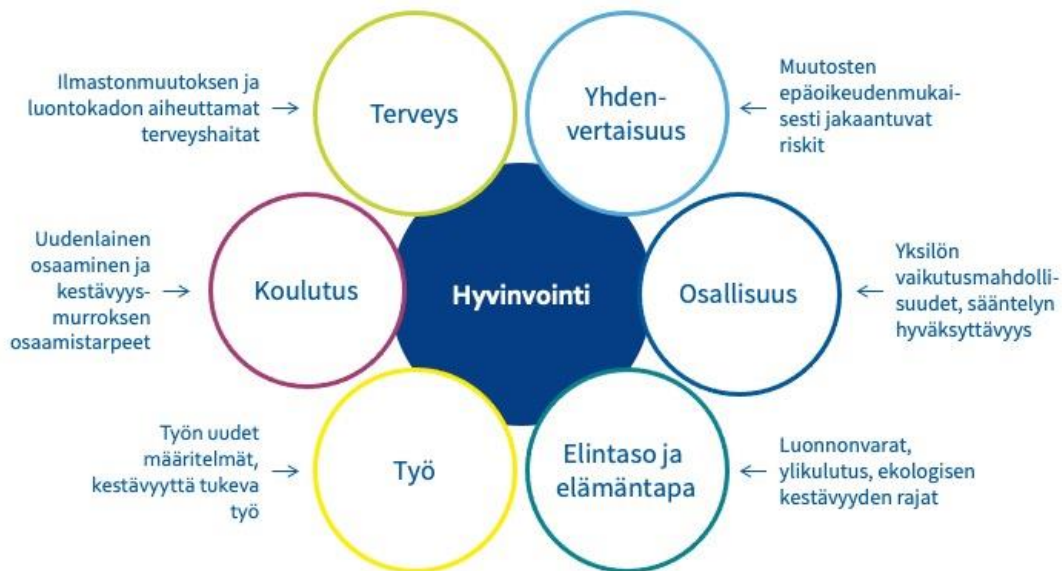 Ilmastonmuutoksen ja
luontokadon aiheuttamat
terveyshaitat
Terveys
Yhden-
vertaisuus
Muutosten
epäoikeudenmukai-
sesti jakaantuvat
riskit
Uudenlainen
osaaminen ja
kestävyys-
murroksen
osaamistarpeet
Koulutus
Hyvinvointi
Osallisuus
Yksilön
vaikutusmahdolli-
suudet, sääntelyn
hyväksyttävyys
Työn uudet
määritelmät,
kestävyyttä tukeva
työ
Työ
Elintaso ja
elämäntapa
Luonnonvarat,
ylikulutus, ekologisen
kestävyyden rajat